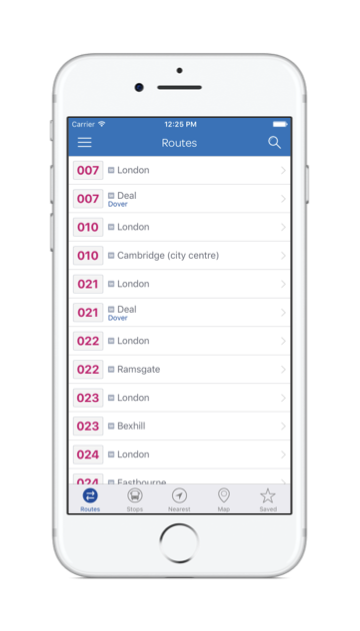 Carrier 12:25 PM
Routes
007 London
007 Deal
Dover
010 London
010 Cambridge (city centre)
021 London
021 Deal
Dover
022 London
022 Ramsgate
023 London
023 Bexhill
024 London
024 Eastbourne
Routes Stops Nearest Map Saved